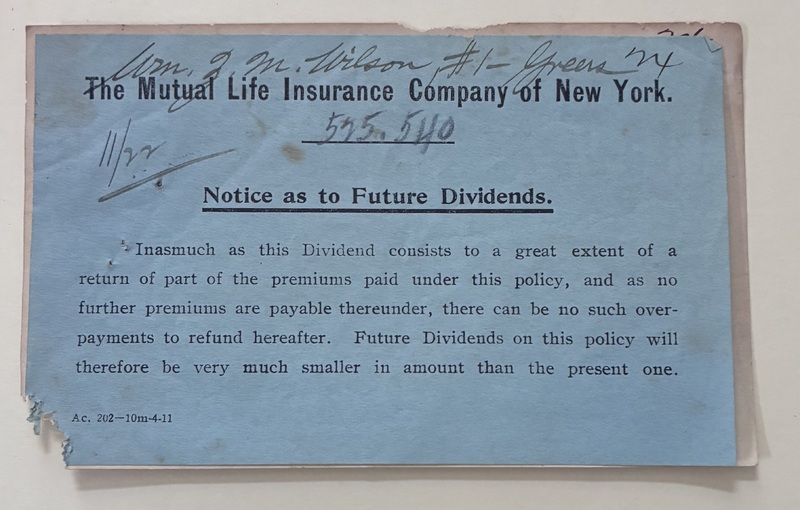 Wm. J. M. Wilson, #1- Greers
The Mutual Life Insurance Company of New York.
525.540
11/22
Notice as to Future Dividends.
Inasmuch as this Dividend consists to a great extent of a
return of part of the premiums paid under this policy, and as no
further premiums are payable thereunder, there can be no such over-
payments to refund hereafter. Future Dividends on this policy will
therefore be very much smaller in amount than the present one.
Ac. 202—10m-4-11